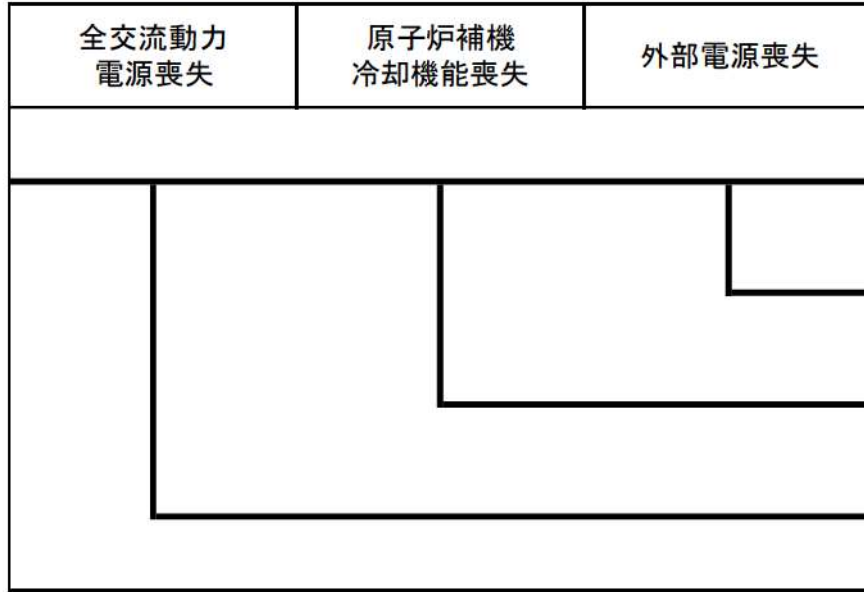 全交流動力
電源喪失
原子炉補機
冷却機能喪失
外部電源喪失